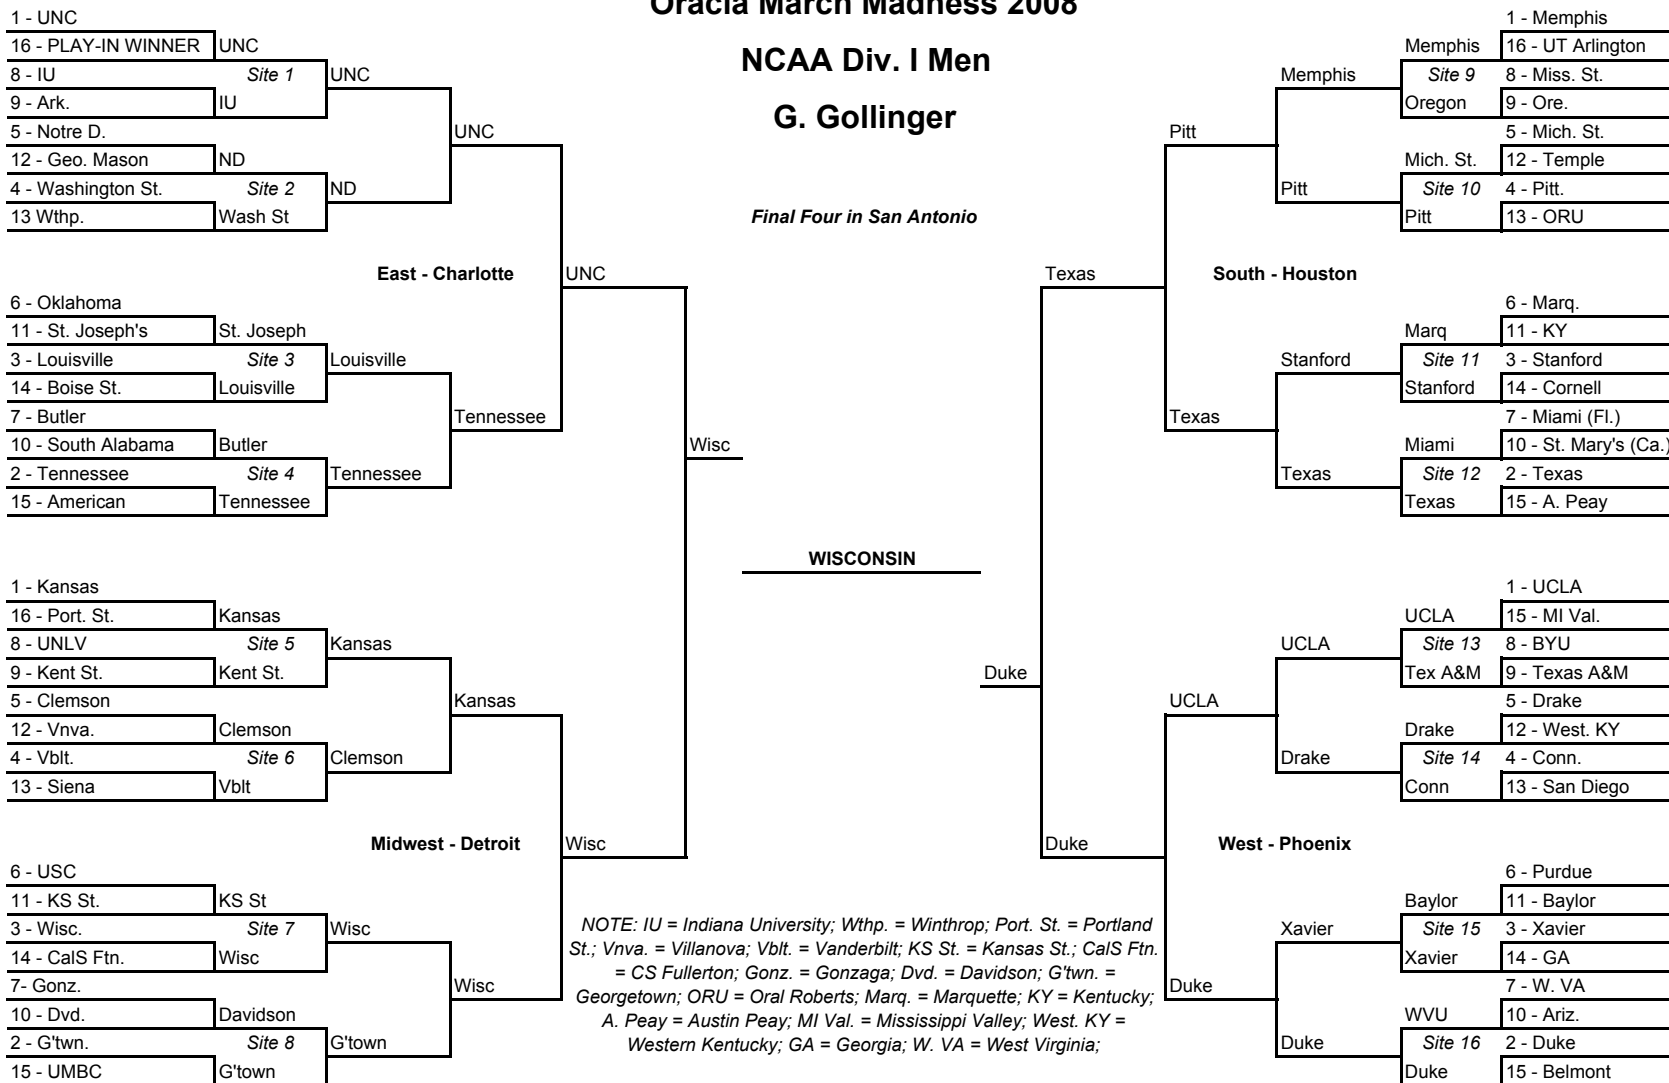 Oracia March Madness 2008
NCAA Div. I Men
G. Gollinger
Final Four in San Antonio
1 - UNC
16 - PLAY-IN WINNER
UNC
8 - IU
Site 1
UNC
9 - Ark.
IU
5 - Notre D.
UNC
12 - Geo. Mason
ND
4 - Washington St.
Site 2
ND
13 Wthp.
Wash St
East - Charlotte
UNC
6 - Oklahoma
11 - St. Joseph's
St. Joseph
3 - Louisville
Site 3
Louisville
14 - Boise St.
Louisville
7 - Butler
Tennessee
10 - South Alabama
Butler
2 - Tennessee
Site 4
Tennessee
15 - American
Tennessee
Wisc
1 - Kansas
16 - Port. St.
Kansas
8 - UNLV
Site 5
Kansas
9 - Kent St.
Kent St.
5 - Clemson
Kansas
12 - Vnva.
Clemson
4 - Vblt.
Site 6
Clemson
13 - Siena
Vblt
Midwest - Detroit
Wisc
6 - USC
11 - KS St.
KS St
3 - Wisc.
Site 7
Wisc
14 - CalS Ftn.
Wisc
7- Gonz.
Wisc
10 - Dvd.
Davidson
2 - G'twn.
Site 8
G'town
15 - UMBC
G'town
WISCONSIN
1 - Memphis
Memphis
16 - UT Arlington
Memphis
Site 9
8 - Miss. St.
Oregon
9 - Ore.
Pitt
5 - Mich. St.
Mich. St.
12 - Temple
Pitt
Site 10
4 - Pitt.
Pitt
13 - ORU
Texas
South - Houston
6 - Marq.
Marq
11 - KY
Stanford
Site 11
3 - Stanford
Stanford
14 - Cornell
Texas
7 - Miami (Fl.)
Miami
10 - St. Mary's (Ca.)
Texas
Site 12
2 - Texas
Texas
15 - A. Peay
1 - UCLA
UCLA
15 - MI Val.
UCLA
Site 13
8 - BYU
Duke
Tex A&M
9 - Texas A&M
UCLA
5 - Drake
Drake
12 - West. KY
Drake
Site 14
4 - Conn.
Conn
13 - San Diego
Duke
West - Phoenix
6 - Purdue
Baylor
11 - Baylor
Xavier
Site 15
3 - Xavier
Xavier
14 - GA
Duke
7 - W. VA
WVU
10 - Ariz.
Duke
Site 16
2 - Duke
Duke
15 - Belmont
NOTE: IU = Indiana University; Wthp. = Winthrop; Port. St. = Portland
St.; Vnva. = Villanova; Vblt. = Vanderbilt; KS St. = Kansas St.; CalS Ftn.
= CS Fullerton; Gonz. = Gonzaga; Dvd. = Davidson; G'twn. =
Georgetown; ORU = Oral Roberts; Marq. = Marquette; KY = Kentucky;
A. Peay = Austin Peay; MI Val. = Mississippi Valley; West. KY =
Western Kentucky; GA = Georgia; W. VA = West Virginia;